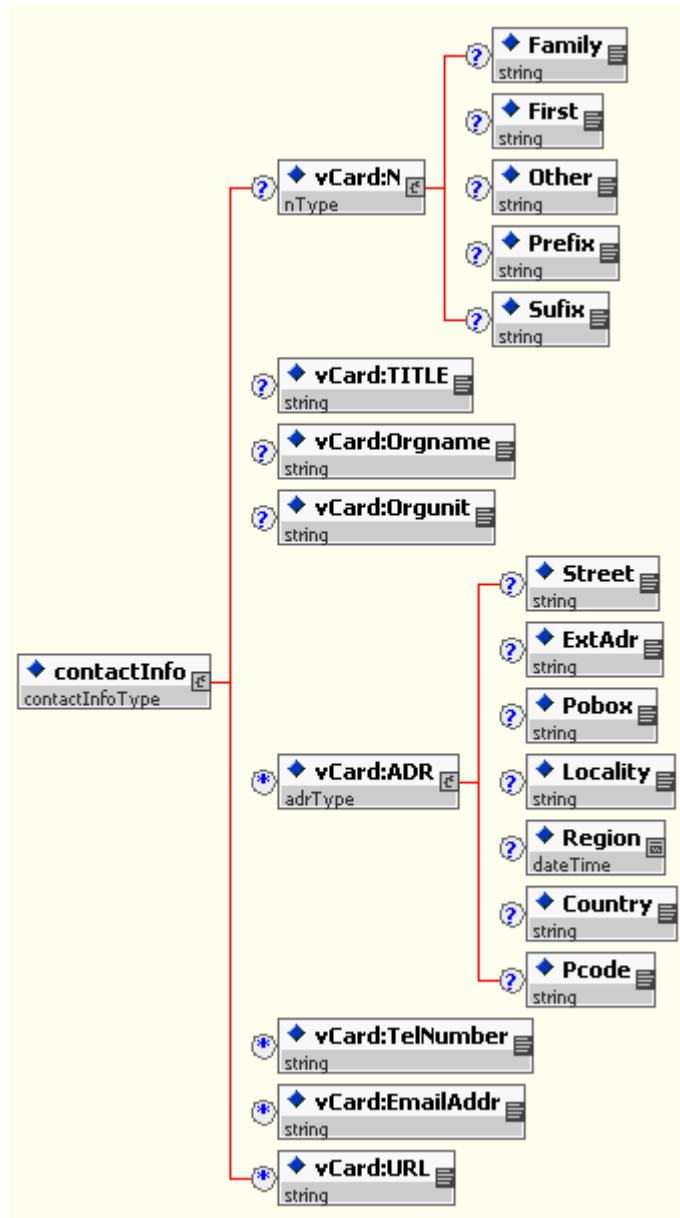 ? Family
string
? First
string
? vCard:N
nType
? Other
string
? Prefix
string
? Sufix
string
? vCard:TITLE
string
? vCard:Orgname
string
? vCard:Orgunit
string
? Street
string
contactInfo
contactInfoType
? ExtAdr
string
? Pobox
string
* vCard:ADR
adrType
? Locality
string
? Region
dateTime
? Country
string
? Pcode
string
* vCard:TelNumber
string
* vCard:EmailAddr
string
* vCard:URL
string